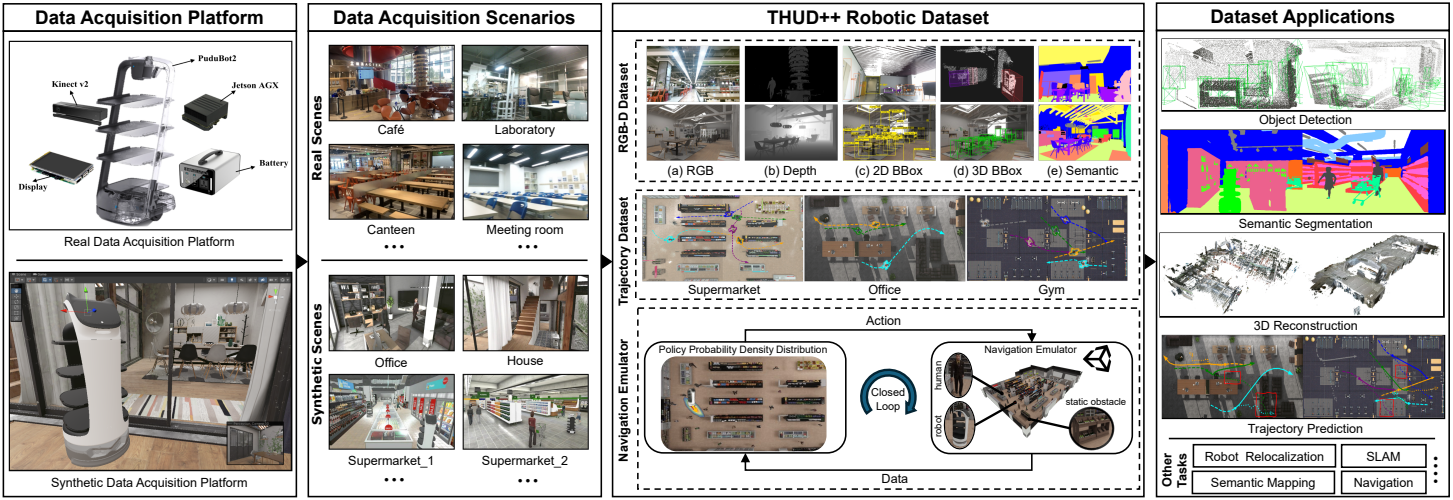 Data Acquisition Platform
PuduBot2
Kinect v2
Jetson AGX
Display
Battery
Real Data Acquisition Platform
Synthetic Data Acquisition Platform
Data Acquisition Scenarios
Real Scenes
Café
Laboratory
Canteen
Meeting room
Synthetic Scenes
Office
House
Supermarket_1
Supermarket_2
THUD++ Robotic Dataset
RGB-D Dataset
(a) RGB
(b) Depth
(c) 2D BBox
(d) 3D BBox
(e) Semantic
Trajectory Dataset
Supermarket
Office
Gym
Navigation Emulator
Action
Policy Probability Density Distribution
Closed
Loop
Navigation Emulator
human
robot
static obstacle
Data
Dataset Applications
Object Detection
Semantic Segmentation
3D Reconstruction
Trajectory Prediction
Other
Tasks
Robot Relocalization
SLAM
Semantic Mapping
Navigation